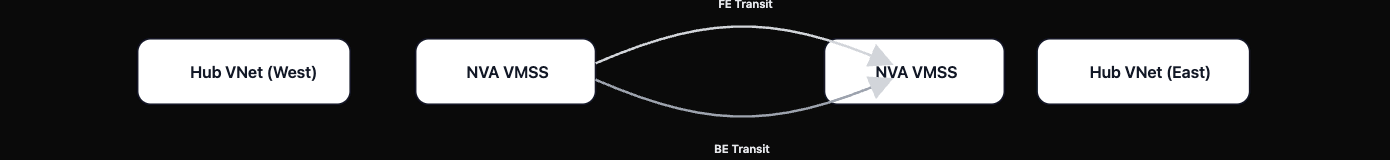 FE Transit
Hub VNet (West)
NVA VMSS
NVA VMSS
Hub VNet (East)
BE Transit